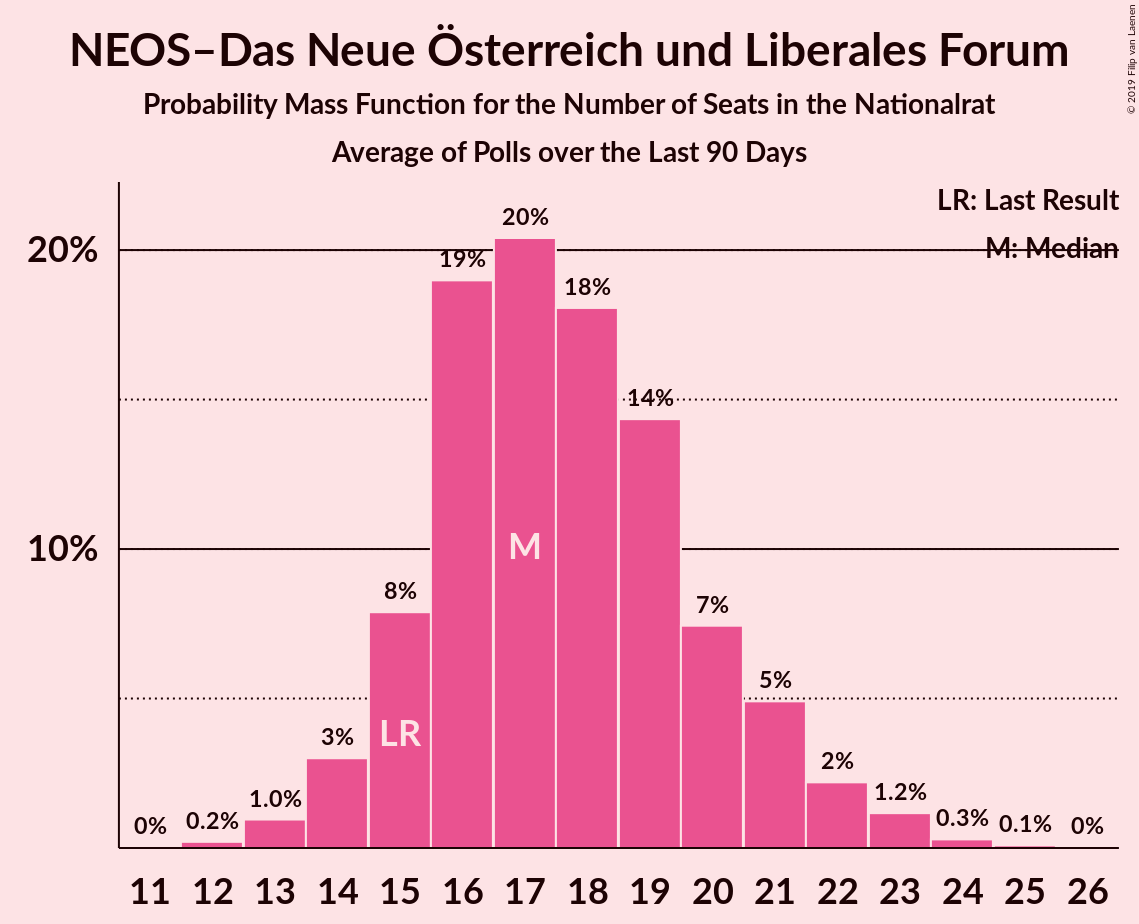 NEOS–Das Neue Österreich und Liberales Forum
Probability Mass Function for the Number of Seats in the Nationalrat
Average of Polls over the Last 90 Days
© 2019 Filip van Laenen
LR: Last Result
M: Median
20%
10%
0%
0.2%
1.0%
3%
8%
19%
20%
18%
14%
7%
5%
2%
1.2%
0.3%
0.1%
0%
LR
M
11 12 13 14 15 16 17 18 19 20 21 22 23 24 25 26